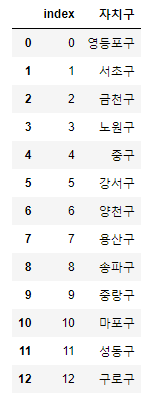 index 자치구
0 0 영등포구
1 1 서초구
2 2 금천구
3 3 노원구
4 4 중구
5 5 강서구
6 6 양천구
7 7 용산구
8 8 송파구
9 9 중랑구
10 10 마포구
11 11 성동구
12 12 구로구